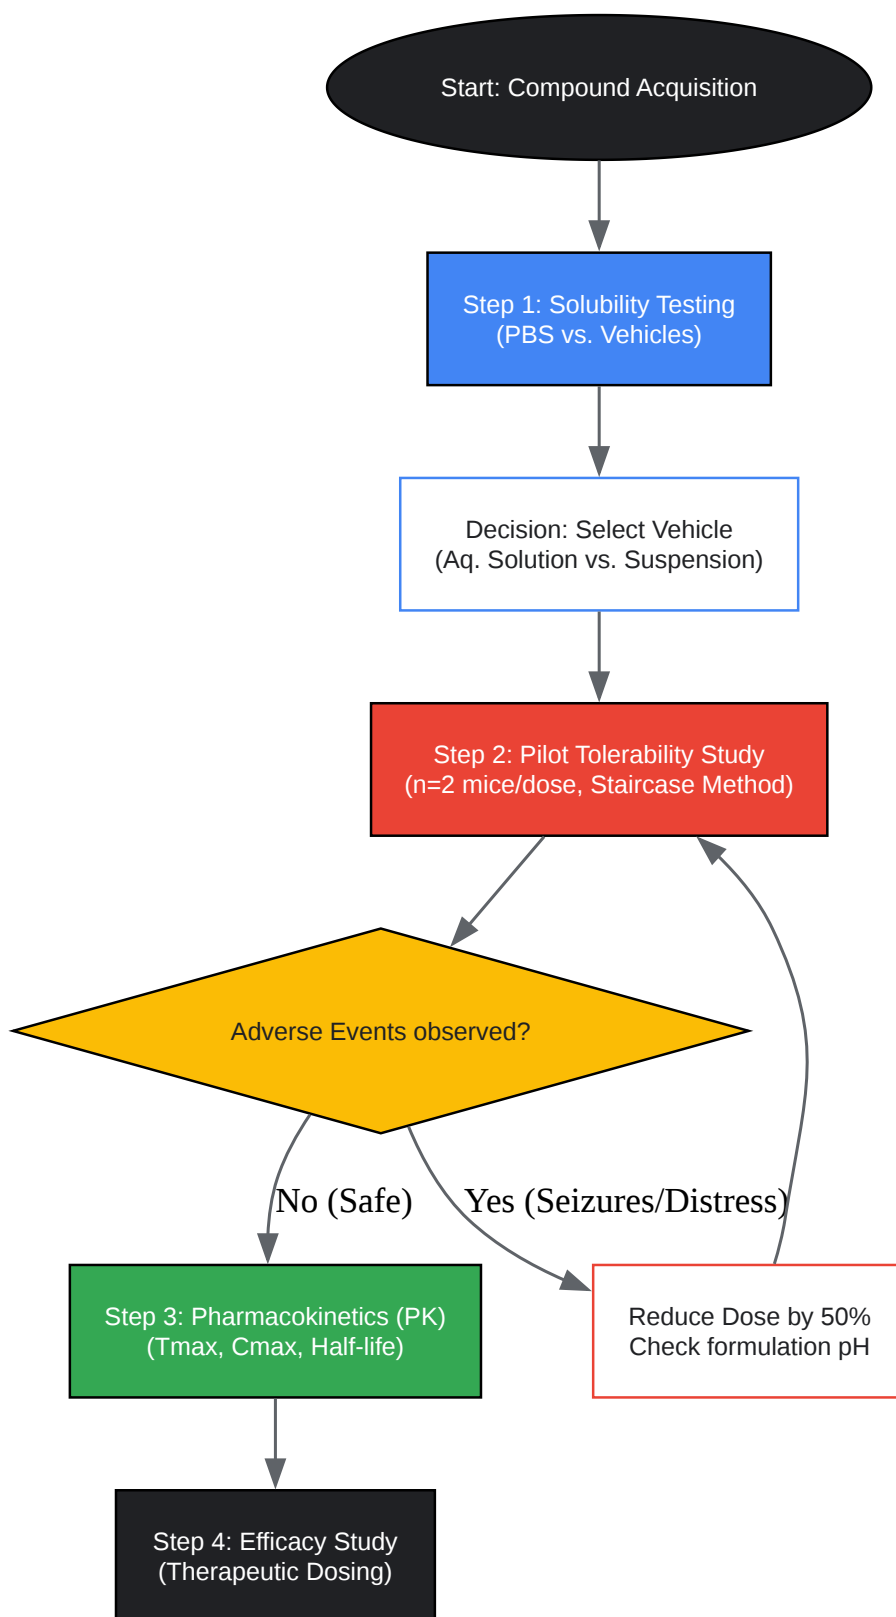 Start: Compound Acquisition
Step 1: Solubility Testing
(PBS vs. Vehicles)
Decision: Select Vehicle
(Aq. Solution vs. Suspension)
Step 2: Pilot Tolerability Study
(n=2 mice/dose, Staircase Method)
Adverse Events observed?
No (Safe)
Yes (Seizures/Distress)
Step 3: Pharmacokinetics (PK)
(Tmax, Cmax, Half-life)
Reduce Dose by 50%
Check formulation pH
Step 4: Efficacy Study
(Therapeutic Dosing)